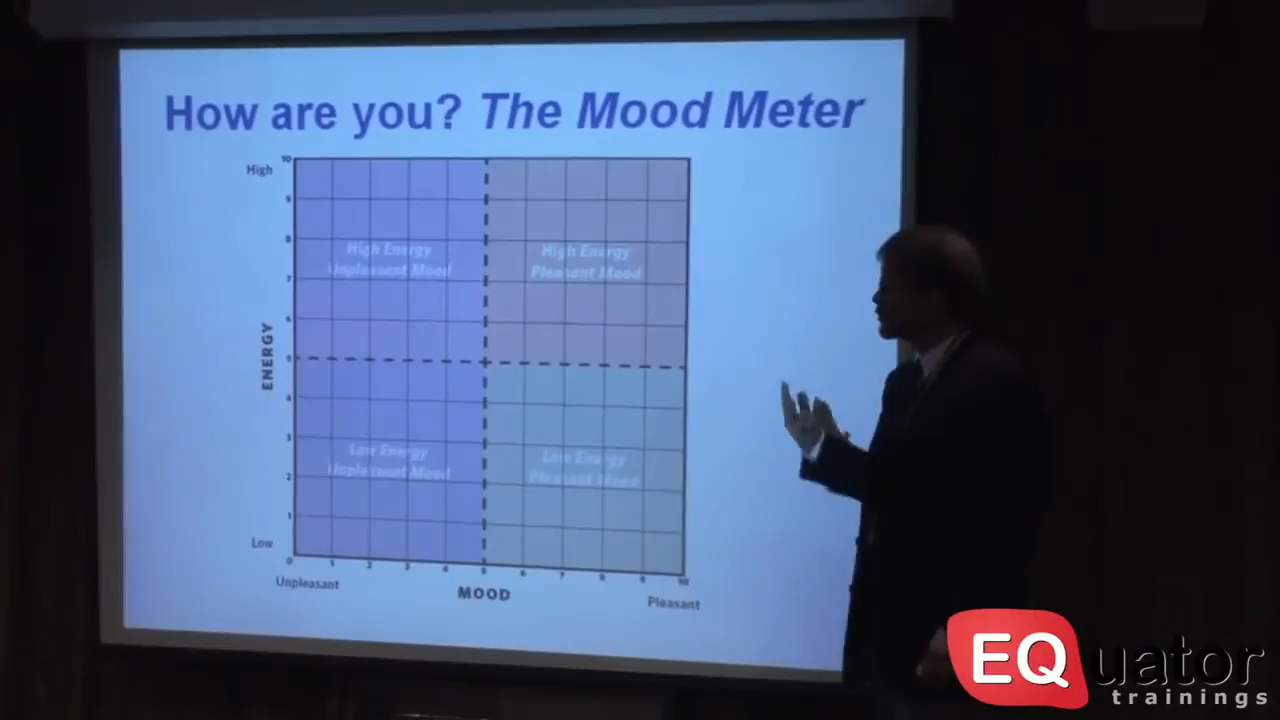 How are you? The Mood Meter
High
10
9
8
7
6
5
4
3
2
1
0
Low
ENERGY
High Energy
Unpleasant Mood
High Energy
Pleasant Mood
Low Energy
Unpleasant Mood
Low Energy
Pleasant Mood
1 2 3 4 5 6 7 8 9 10
Unpleasant
MOOD
Pleasant
EQuator
trainings